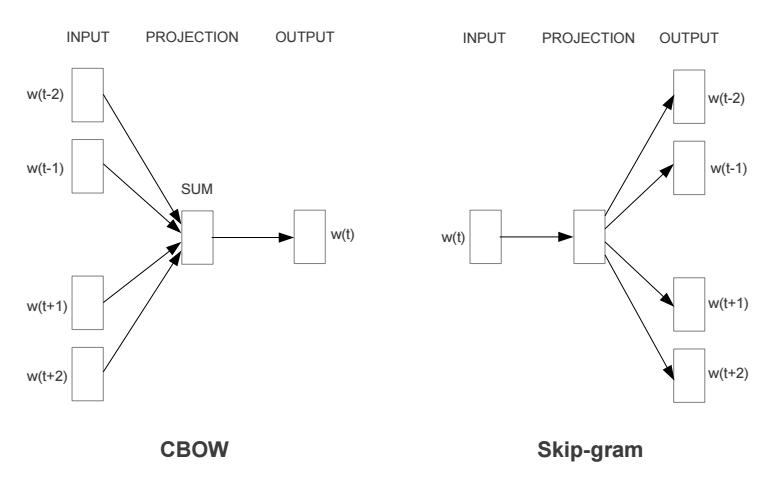 INPUT PROJECTION OUTPUT
w(t-2)
w(t-1)
SUM
w(t)
w(t+1)
w(t+2)
CBOW
INPUT PROJECTION OUTPUT
w(t-2)
w(t-1)
w(t)
w(t+1)
w(t+2)
Skip-gram